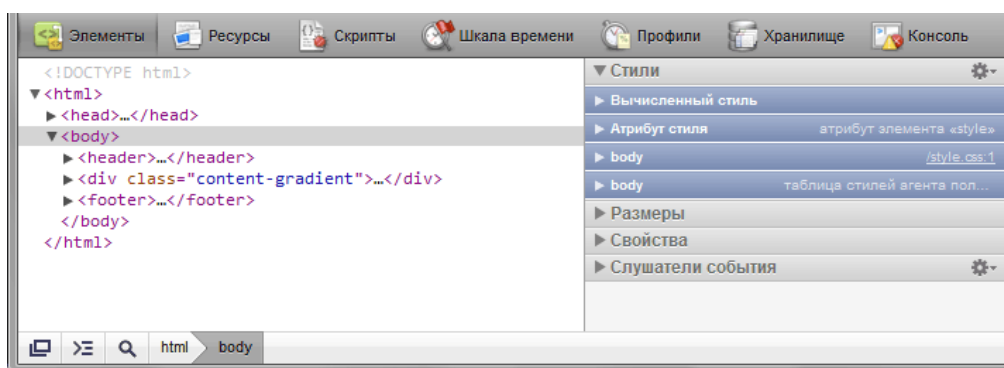 Элементы Ресурсы Скрипты Шкала времени Профили Хранилище Консоль
<!DOCTYPE html>
▼<html>
▶<head>…</head>
▼<body>
▶<header>…</header>
▶<div class="content-gradient">…</div>
▶<footer>…</footer>
</body>
</html>
▼Стили
▶ Вычисленный стиль
▶ Атрибут стиля атрибут элемента «style»
▶ body /style.css:1
▶ body таблица стилей агента пол...
▶Размеры
▶Свойства
▶Слушатели события
html body